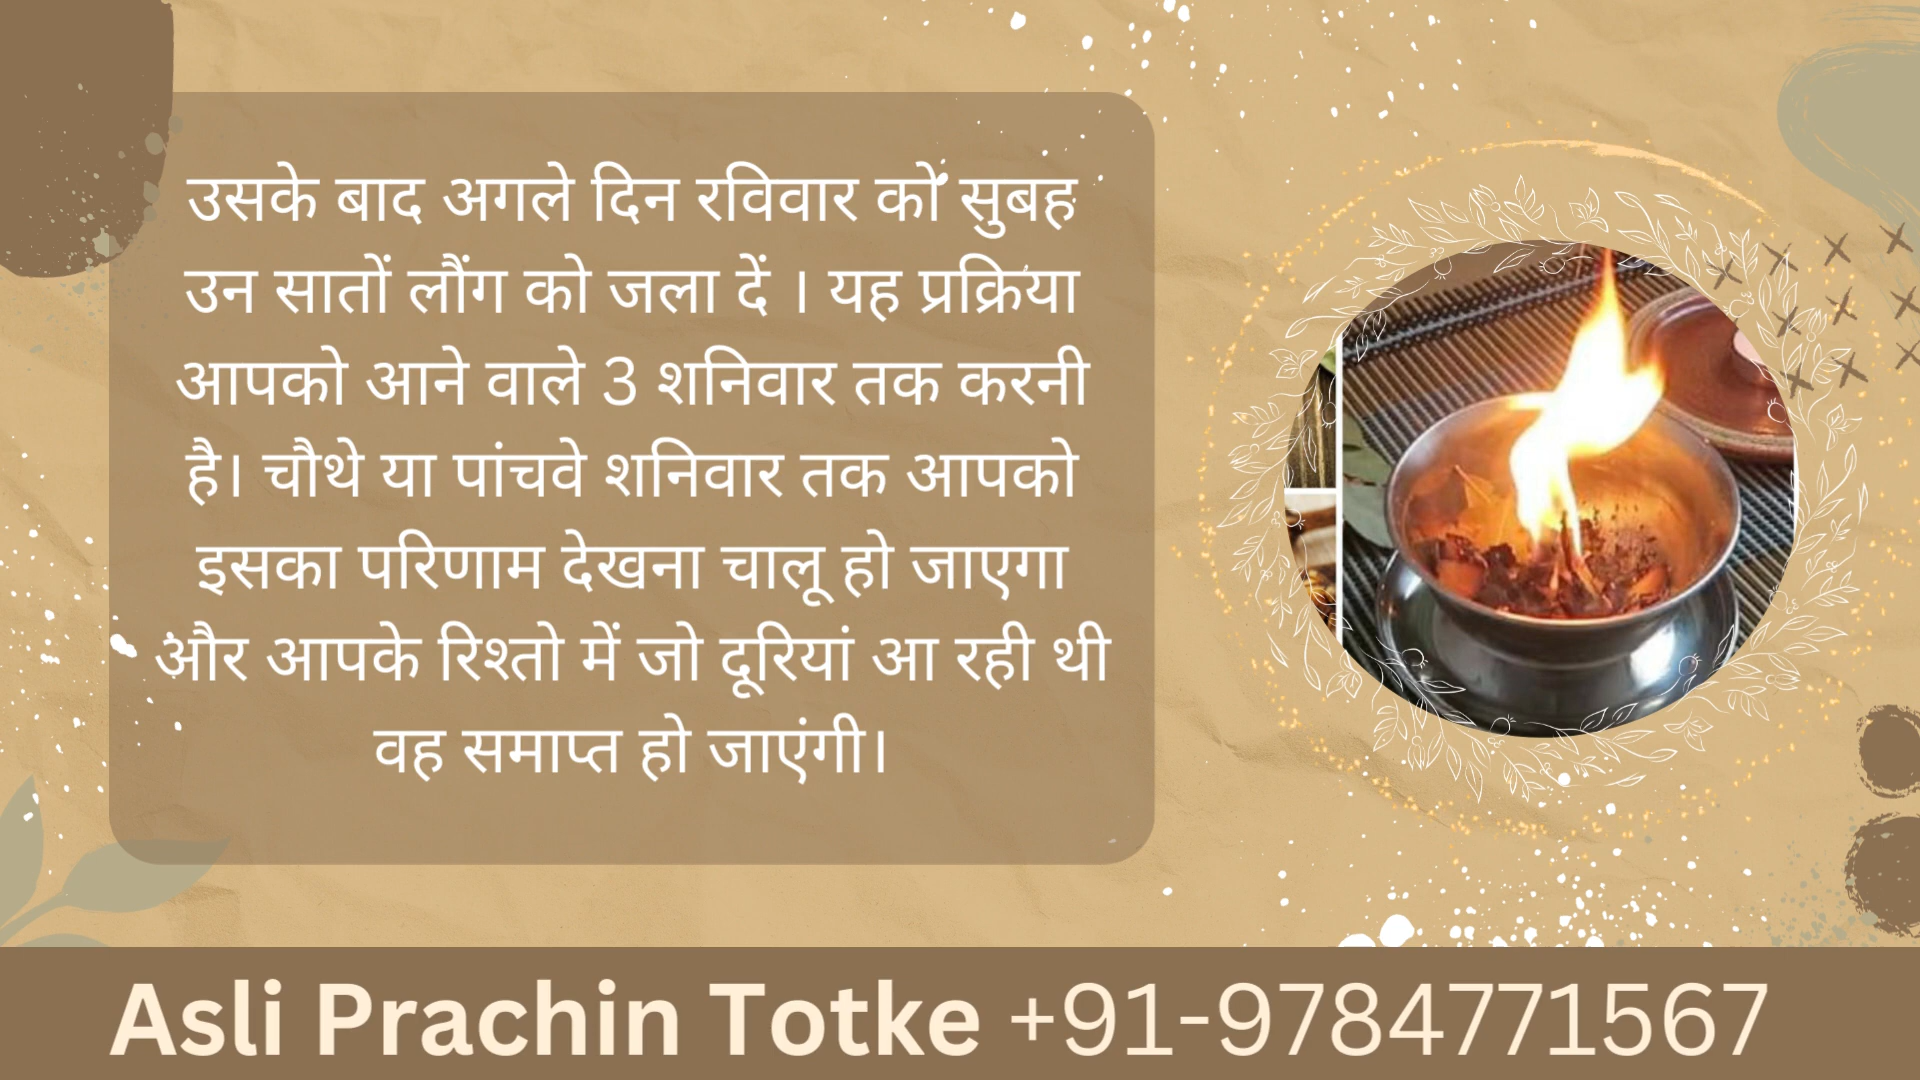 उसके बाद अगले दिन रविवार को सुबह
उन सातों लौंग को जला दें । यह प्रक्रिया
आपको आने वाले 3 शनिवार तक करनी
है। चौथे या पांचवे शनिवार तक आपको
इसका परिणाम देखना चालू हो जाएगा
और आपके रिश्तो में जो दूरियां आ रही थी
वह समाप्त हो जाएंगी।
Asli Prachin Totke +91-9784771567